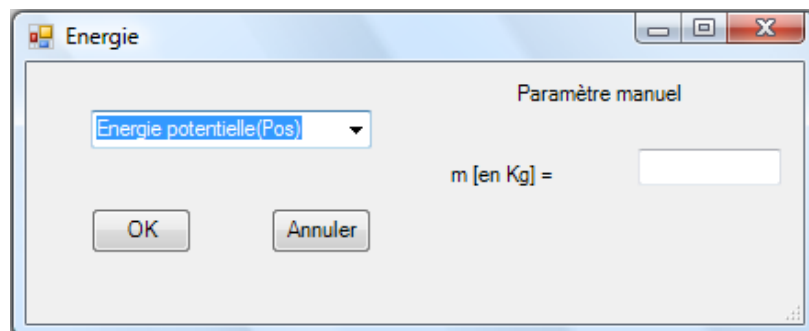 Energie
Paramètre manuel
Energie potentielle(Pos)
m [en Kg] =
OK
Annuler